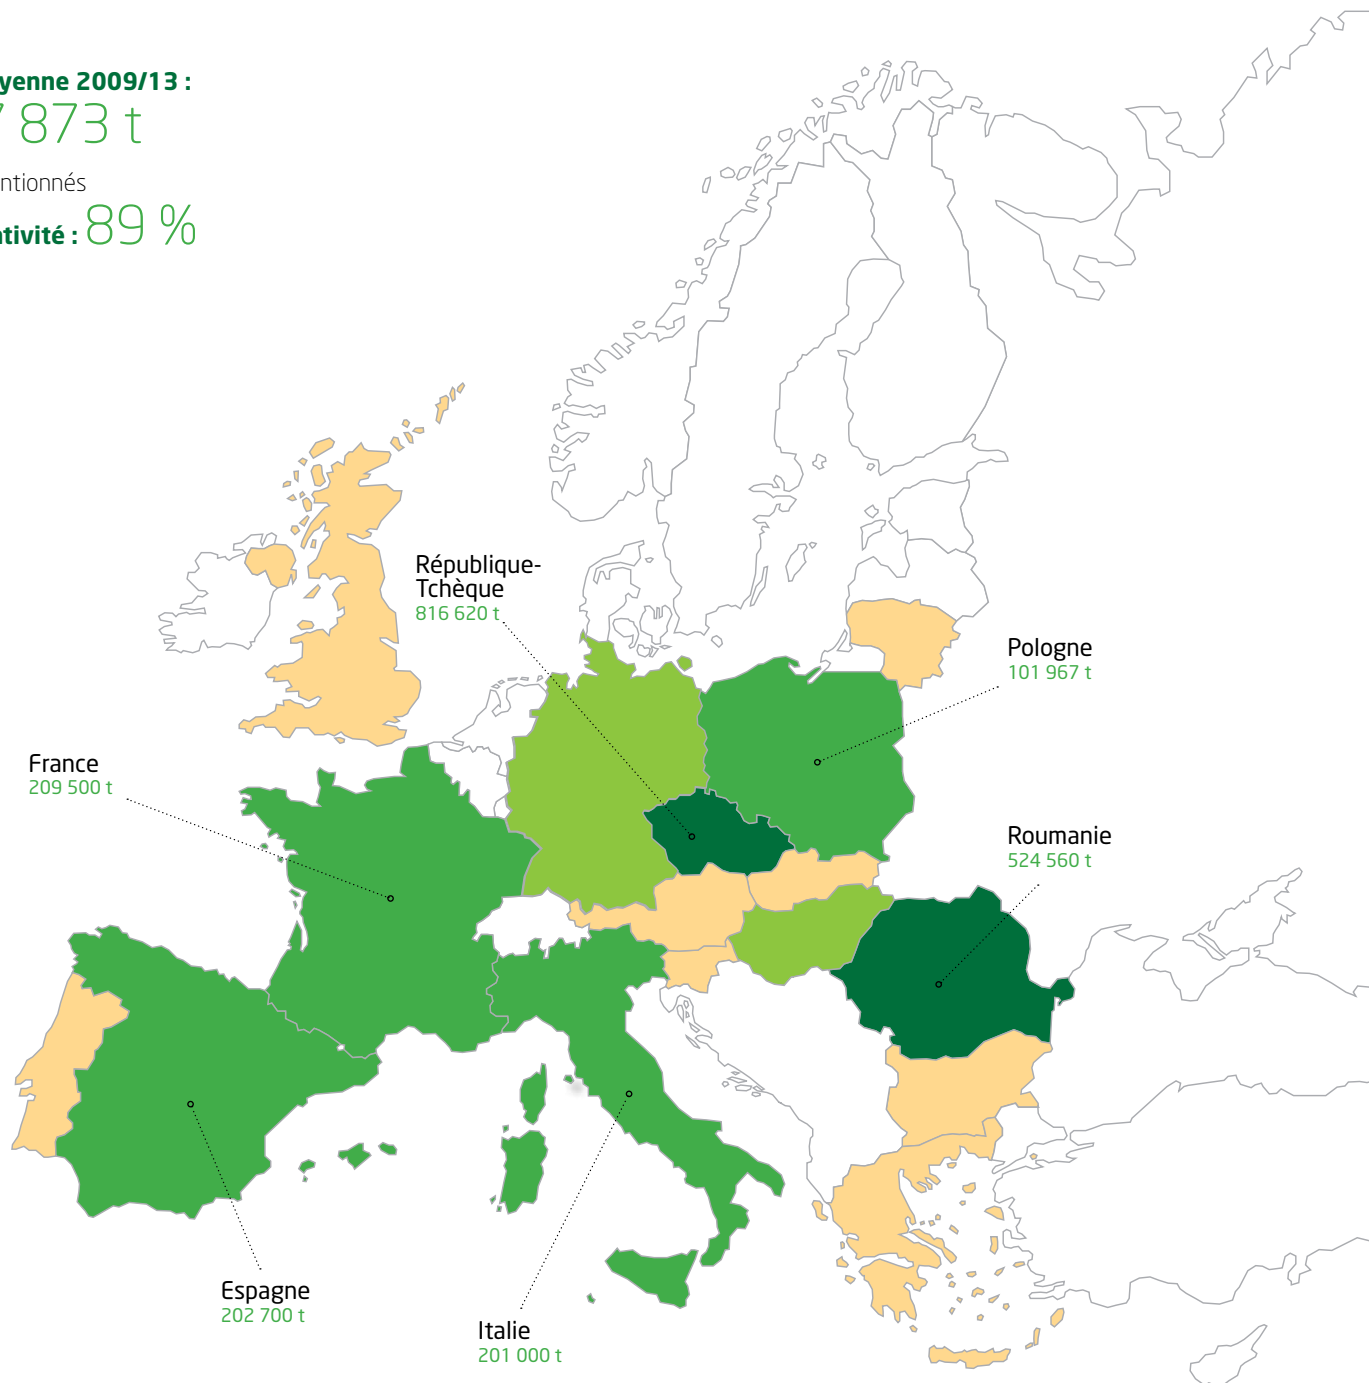 yenne 2009/13 :
7 873 t
ntionnés
ativité : 89 %
République-
Tchèque
816 620 t
Pologne
101 967 t
France
209 500 t
Roumanie
524 560 t
Espagne
202 700 t
Italie
201 000 t